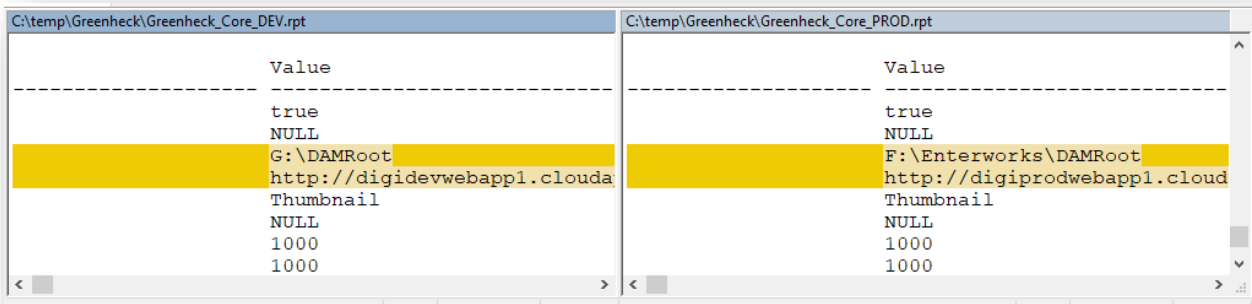 C:\temp\Greenheck\Greenheck_Core_DEV.rpt
Value
-------------------- ----------------------------
true
NULL
G:\DAMRoot
http://digidevwebapp1.clouda
Thumbnail
NULL
1000
1000
C:\temp\Greenheck\Greenheck_Core_PROD.rpt
Value
-------------------- ----------------------------
true
NULL
F:\Enterworks\DAMRoot
http://digiprodwebapp1.cloud
Thumbnail
NULL
1000
1000